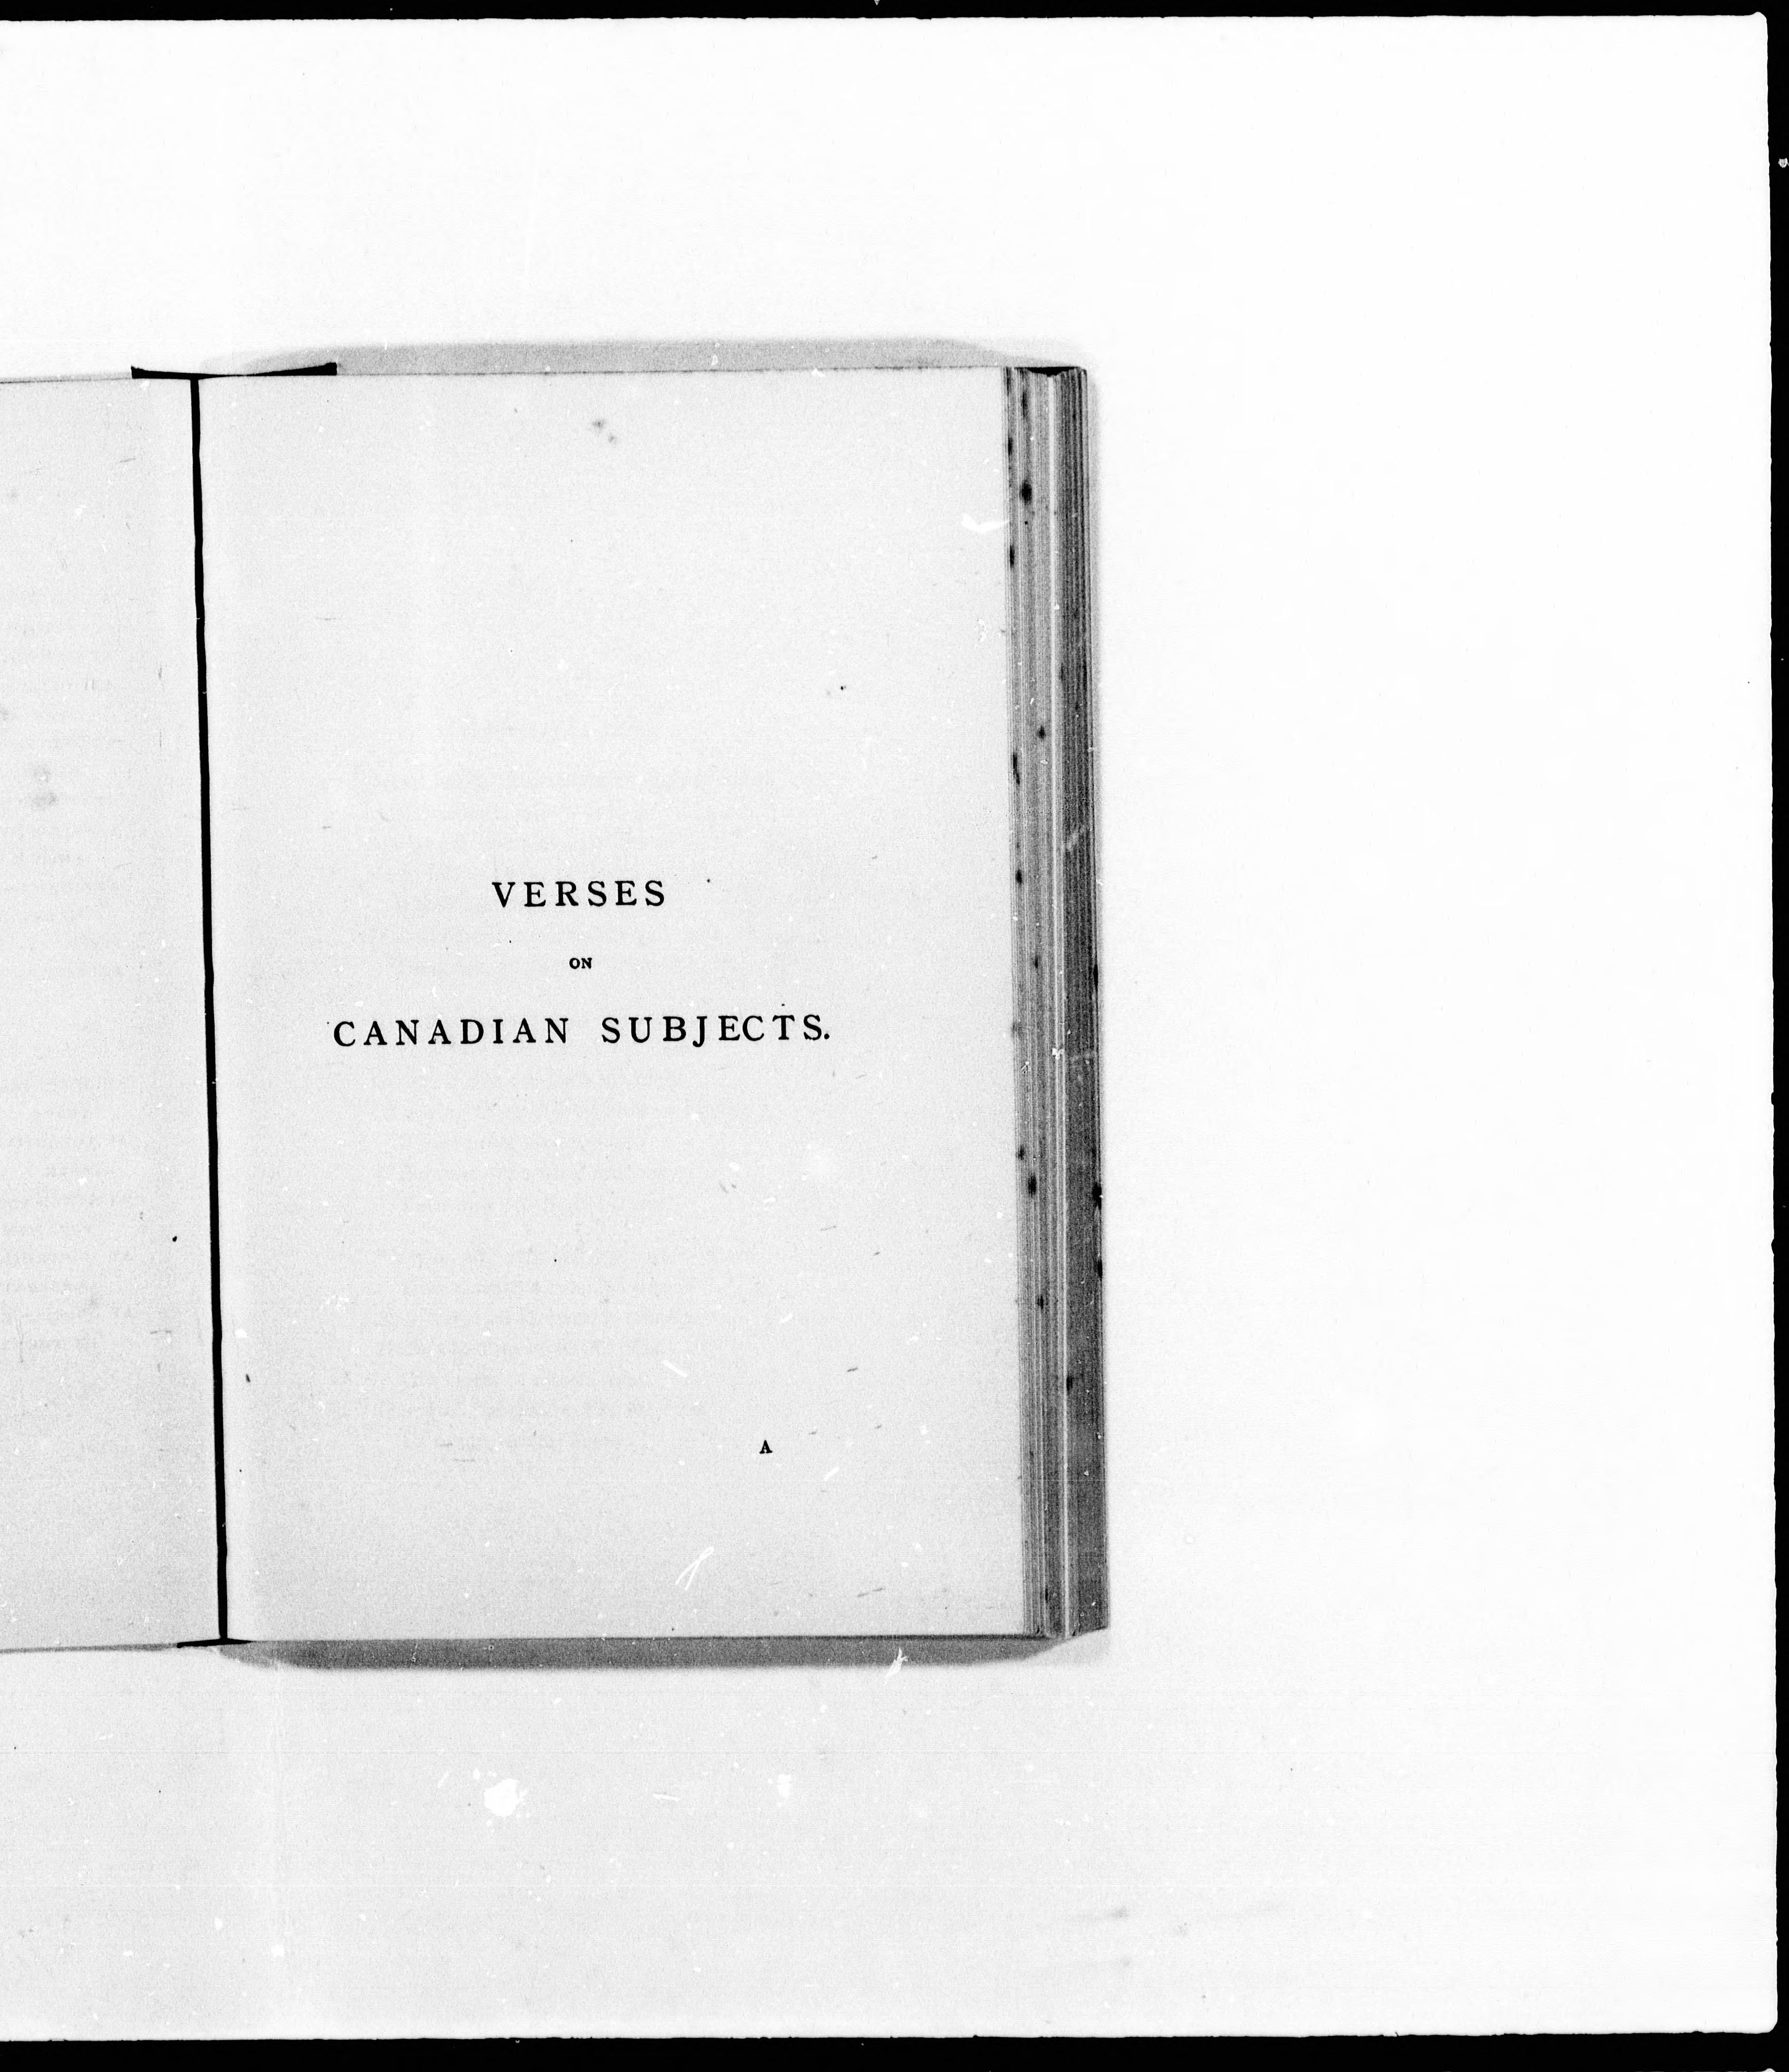 VERSES
ON
CANADIAN SUBJECTS.
A